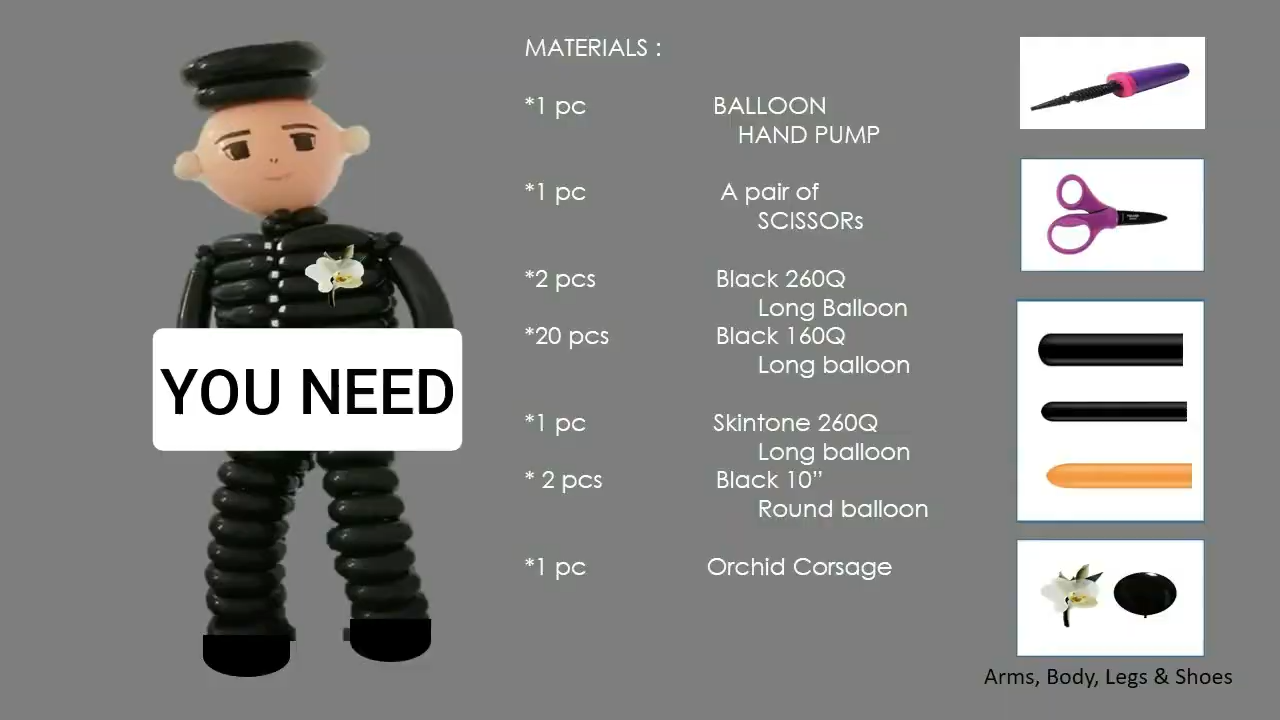 MATERIALS :
*1 pc BALLOON
HAND PUMP
*1 pc A pair of
SCISSORs
*2 pcs Black 260Q
Long Balloon
*20 pcs Black 160Q
Long balloon
YOU NEED
*1 pc Skintone 260Q
Long balloon
* 2 pcs Black 10”
Round balloon
*1 pc Orchid Corsage
Arms, Body, Legs & Shoes